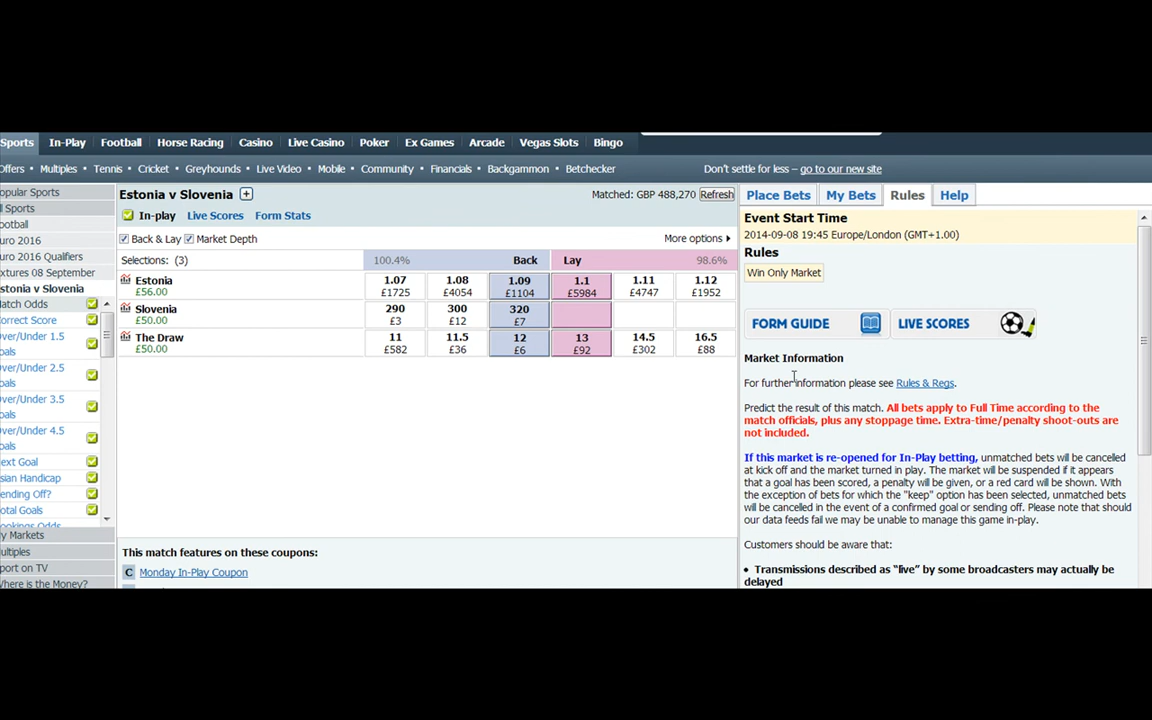 Sports In-Play Football Horse Racing Casino Live Casino Poker Ex Games Arcade Vegas Slots Bingo
Offers Multiples Tennis Cricket Greyhounds Live Video Mobile Community Financials Backgammon Betchecker Don't settle for less – go to our new site
opular Sports
l Sports
ootball
uro 2016
uro 2016 Qualifiers
xtures 08 September
stonia v Slovenia
atch Odds
orrect Score
ver/Under 1.5
oals
ver/Under 2.5
oals
ver/Under 3.5
oals
ver/Under 4.5
oals
ext Goal
sian Handicap
ending Off?
otal Goals
ookings Odds
y Markets
ultiples
port on TV
Where is the Money?
Estonia v Slovenia + Matched: GBP 488,270 Refresh
In-play Live Scores Form Stats
Back & Lay Market Depth More options
Selections: (3) 100.4% Back Lay 98.6%
Estonia 1.07 1.08 1.09 1.1 1.11 1.12
£56.00 £1725 £4054 £1104 £5984 £4747 £1952
Slovenia 290 300 320
£50.00 £3 £12 £7
The Draw 11 11.5 12 13 14.5 16.5
£50.00 £582 £36 £6 £92 £302 £88
This match features on these coupons:
C Monday In-Play Coupon
Place Bets My Bets Rules Help
Event Start Time
2014-09-08 19:45 Europe/London (GMT+1.00)
Rules
Win Only Market
FORM GUIDE LIVE SCORES
Market Information
For further information please see Rules & Regs.
Predict the result of this match. All bets apply to Full Time according to the
match officials, plus any stoppage time. Extra-time/penalty shoot-outs are
not included.
If this market is re-opened for In-Play betting, unmatched bets will be cancelled
at kick off and the market turned in play. The market will be suspended if it appears
that a goal has been scored, a penalty will be given, or a red card will be shown. With
the exception of bets for which the "keep" option has been selected, unmatched bets
will be cancelled in the event of a confirmed goal or sending off. Please note that should
our data feeds fail we may be unable to manage this game in-play.
Customers should be aware that:
• Transmissions described as “live” by some broadcasters may actually be
delayed